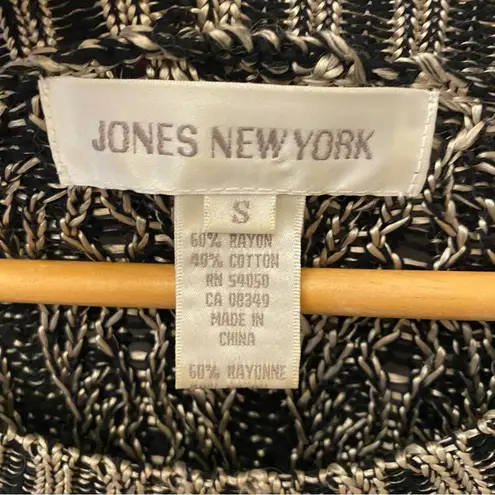 JONES NEW YORK
S
60% RAYON
40% COTTON
RN 54050
CA 08349
MADE IN
CHINA
60% RAYONNE